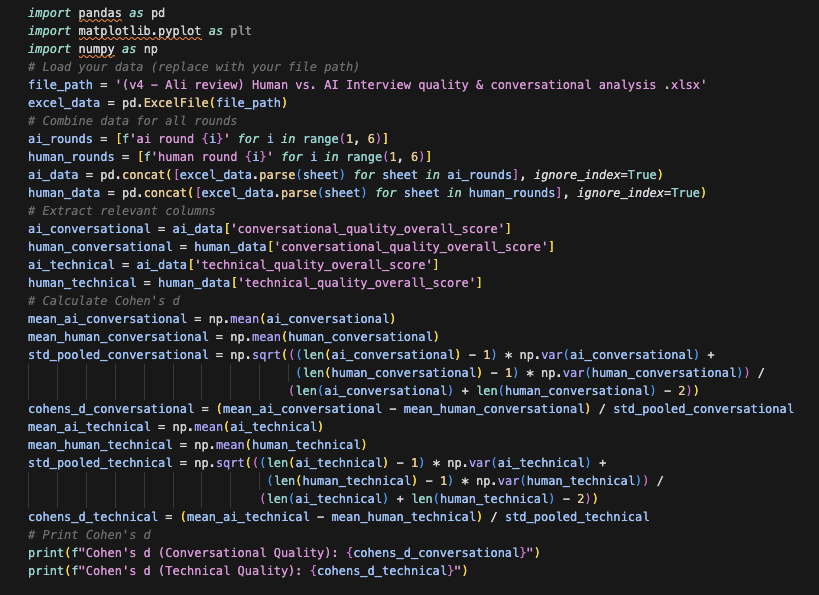 import pandas as pd
import matplotlib.pyplot as plt
import numpy as np
# Load your data (replace with your file path)
file_path = '(v4 - Ali review) Human vs. AI Interview quality & conversational analysis .xlsx'
excel_data = pd.ExcelFile(file_path)
# Combine data for all rounds
ai_rounds = [f'ai round {i}' for i in range(1, 6)]
human_rounds = [f'human round {i}' for i in range(1, 6)]
ai_data = pd.concat([excel_data.parse(sheet) for sheet in ai_rounds], ignore_index=True)
human_data = pd.concat([excel_data.parse(sheet) for sheet in human_rounds], ignore_index=True)
# Extract relevant columns
ai_conversational = ai_data['conversational_quality_overall_score']
human_conversational = human_data['conversational_quality_overall_score']
ai_technical = ai_data['technical_quality_overall_score']
human_technical = human_data['technical_quality_overall_score']
# Calculate Cohen's d
mean_ai_conversational = np.mean(ai_conversational)
mean_human_conversational = np.mean(human_conversational)
std_pooled_conversational = np.sqrt(((len(ai_conversational) - 1) * np.var(ai_conversational) +
(len(human_conversational) - 1) * np.var(human_conversational)) /
(len(ai_conversational) + len(human_conversational) - 2))
cohens_d_conversational = (mean_ai_conversational - mean_human_conversational) / std_pooled_conversational
mean_ai_technical = np.mean(ai_technical)
mean_human_technical = np.mean(human_technical)
std_pooled_technical = np.sqrt(((len(ai_technical) - 1) * np.var(ai_technical) +
(len(human_technical) - 1) * np.var(human_technical)) /
(len(ai_technical) + len(human_technical) - 2))
cohens_d_technical = (mean_ai_technical - mean_human_technical) / std_pooled_technical
# Print Cohen's d
print(f"Cohen's d (Conversational Quality): {cohens_d_conversational}")
print(f"Cohen's d (Technical Quality): {cohens_d_technical}")